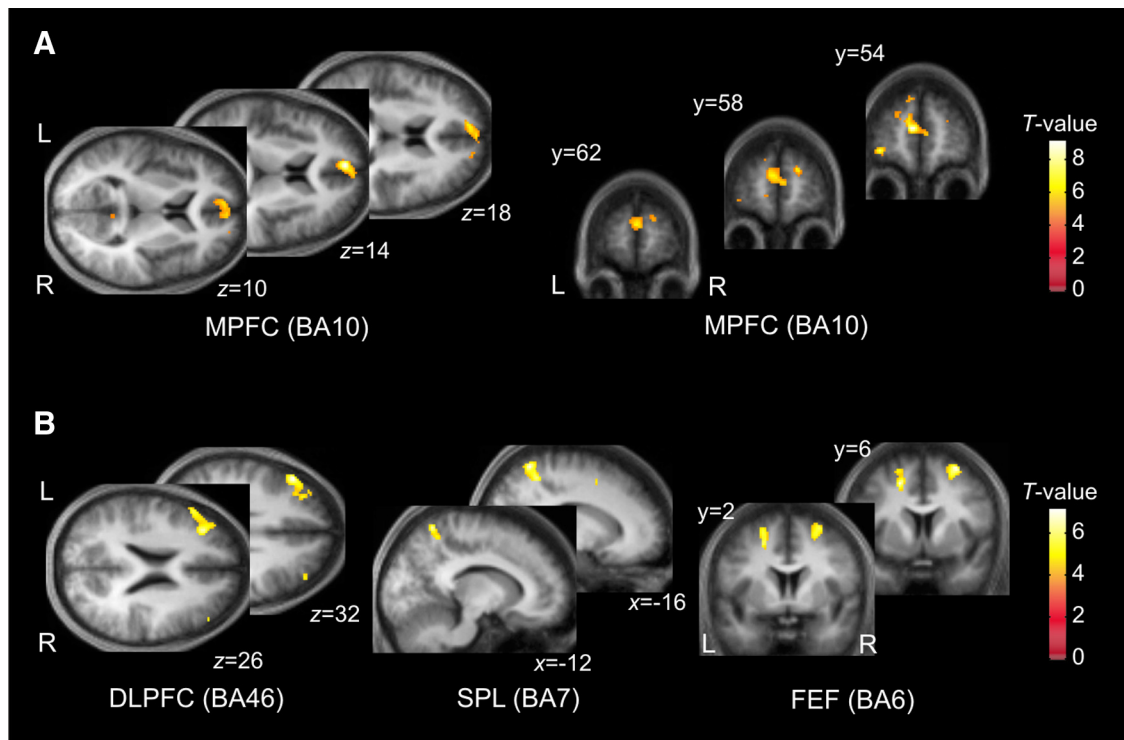 A
L
R
z=10
z=14
z=18
MPFC (BA10)
y=62
y=58
y=54
L
R
MPFC (BA10)
T-value
8
6
4
2
0
B
L
R
z=26
z=32
DLPFC (BA46)
x=-12
x=-16
SPL (BA7)
y=2
y=6
L
R
FEF (BA6)
T-value
6
4
2
0